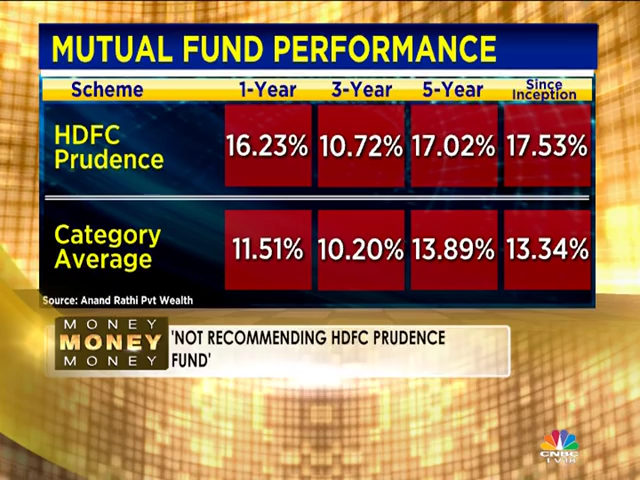 MUTUAL FUND PERFORMANCE
Scheme 1-Year 3-Year 5-Year Since Inception
HDFC Prudence 16.23% 10.72% 17.02% 17.53%
Category Average 11.51% 10.20% 13.89% 13.34%
Source: Anand Rathi Pvt Wealth
MONEY
MONEY
MONEY
'NOT RECOMMENDING HDFC PRUDENCE
FUND'
CNBC
TV18